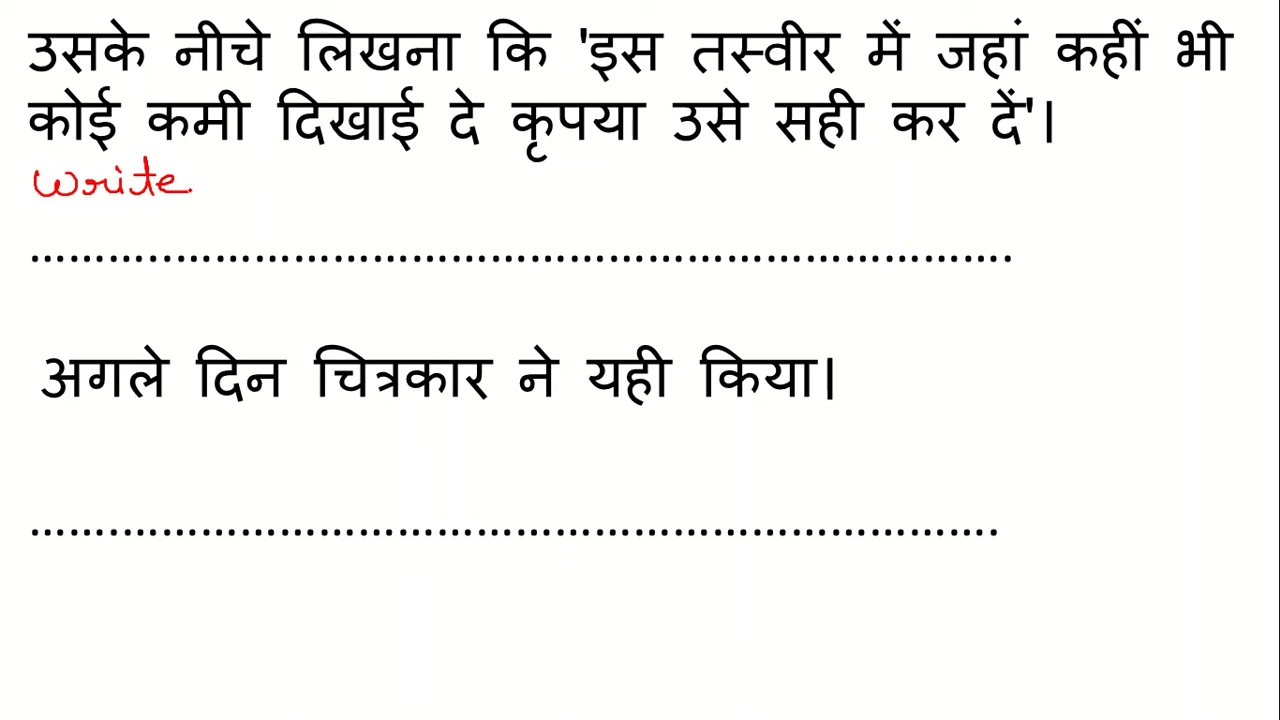 उसके नीचे लिखना कि 'इस तस्वीर में जहां कहीं भी
कोई कमी दिखाई दे कृपया उसे सही कर दें'।
write
……………………………………………………………………….
अगले दिन चित्रकार ने यही किया।
……………………………………………………………………….